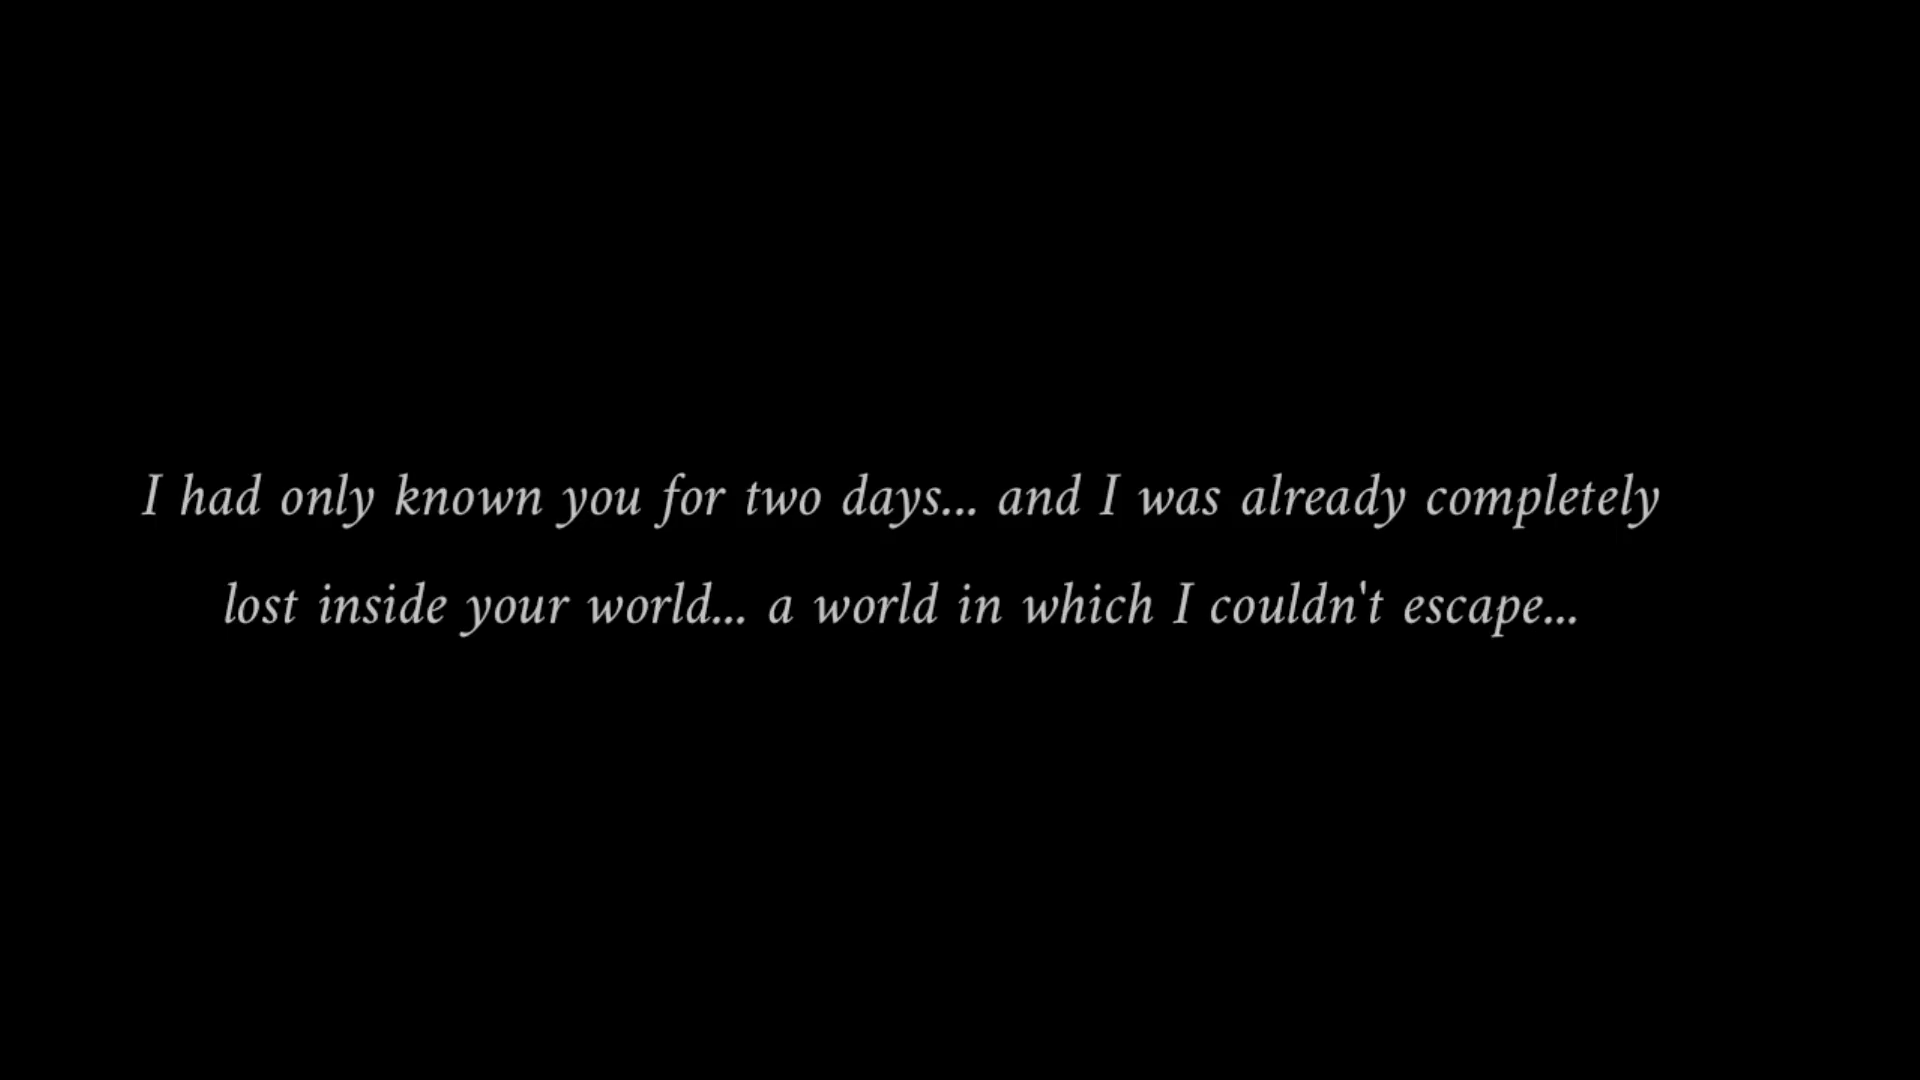 I had only known you for two days... and I was already completely
lost inside your world... a world in which I couldn't escape...